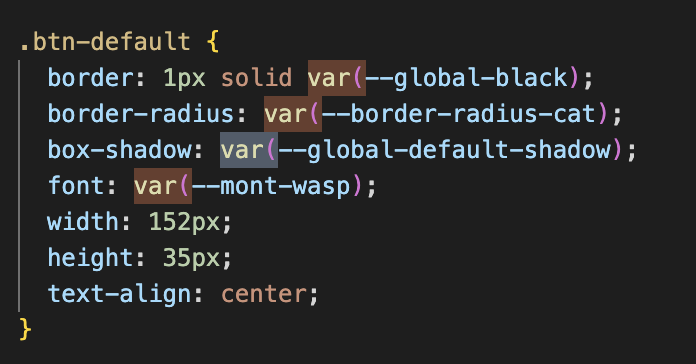 .btn-default {
border: 1px solid var(--global-black);
border-radius: var(--border-radius-cat);
box-shadow: var(--global-default-shadow);
font: var(--mont-wasp);
width: 152px;
height: 35px;
text-align: center;
}